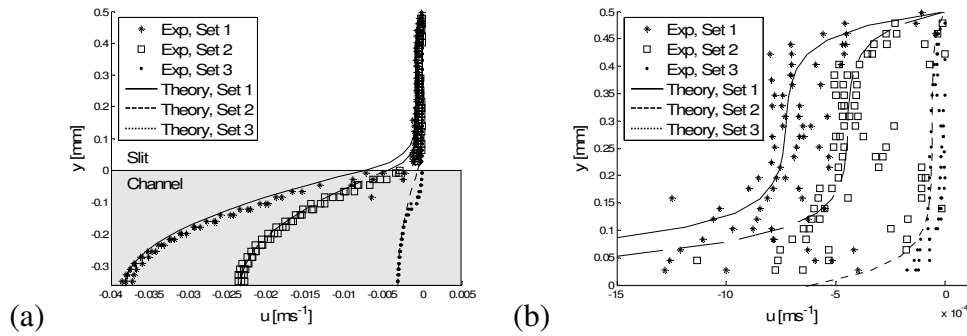 (a)
0.5
0.4
0.3
0.2
0.1
0
-0.1
-0.2
-0.3
y [mm]
Exp, Set 1
Exp, Set 2
Exp, Set 3
Theory, Set 1
Theory, Set 2
Theory, Set 3
Slit
Channel
-0.04 -0.035 -0.03 -0.025 -0.02 -0.015 -0.01 -0.005 0 0.005
u [ms⁻¹]
(b)
0.5
0.45
0.4
0.35
0.3
0.25
0.2
0.15
0.1
0.05
0
y [mm]
Exp, Set 1
Exp, Set 2
Exp, Set 3
Theory, Set 1
Theory, Set 2
Theory, Set 3
-15 -10 -5 0
x 10⁻⁴
u [ms⁻¹]